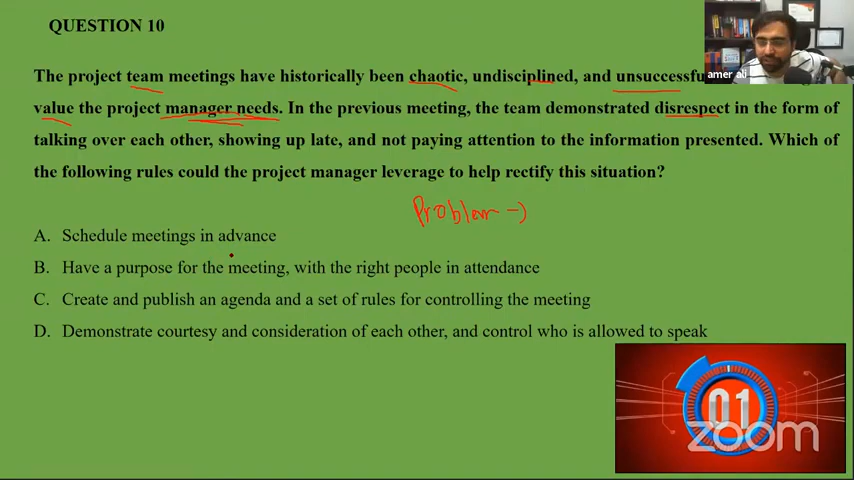 QUESTION 10
amer ali
The project team meetings have historically been chaotic, undisciplined, and
value the project manager needs. In the previous meeting, the team demonstrated disrespect in the form of
talking over each other, showing up late, and not paying attention to the information presented. Which of
the following rules could the project manager leverage to help rectify this situation?
Problem →
A. Schedule meetings in advance
B. Have a purpose for the meeting, with the right people in attendance
C. Create and publish an agenda and a set of rules for controlling the meeting
D. Demonstrate courtesy and consideration of each other, and control who is allowed to speak
01
zoom